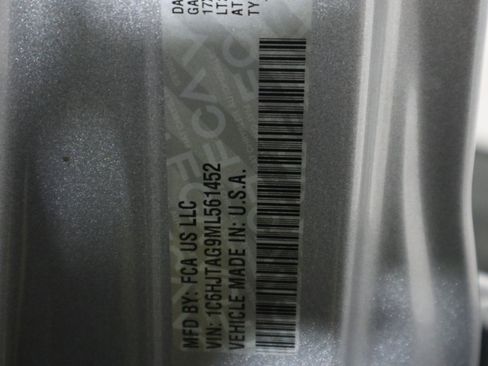 MFD BY: FCA US LLC
VIN: 1C6HJTAG9ML561452
VEHICLE MADE IN: U.S.A.